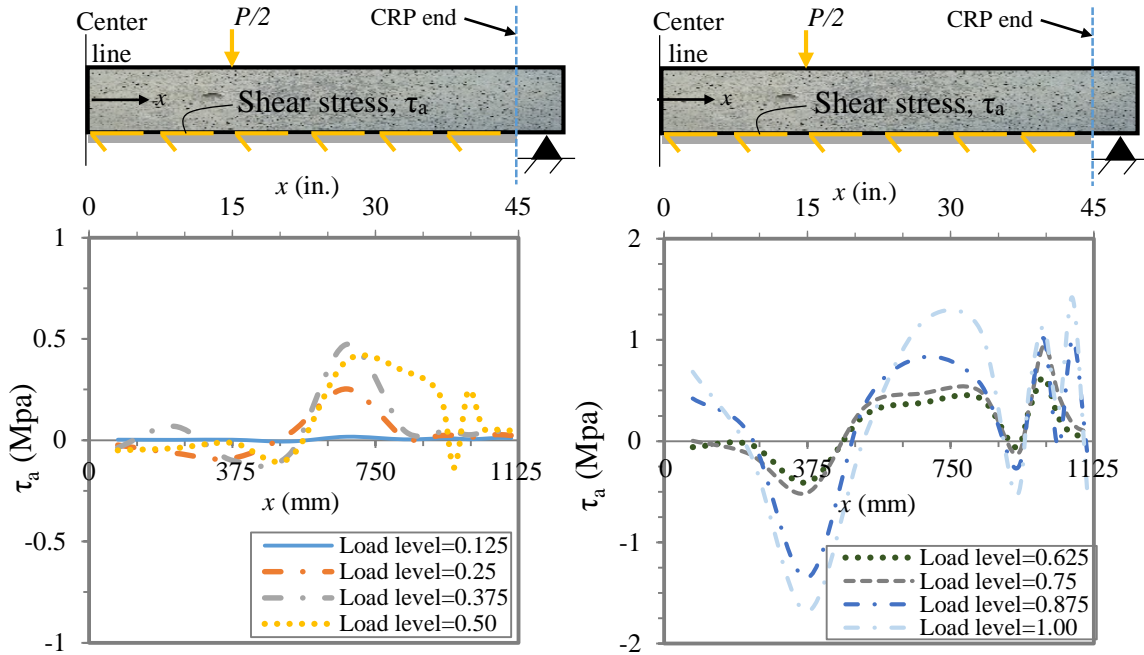 Center
line
P/2
CRP end
x
Shear stress, τa
x (in.)
0 15 30 45
1
0.5
0
-0.5
-1
τa (Mpa)
0 375 750 1125
x (mm)
Load level=0.125
Load level=0.25
Load level=0.375
Load level=0.50
Center
line
P/2
CRP end
x
Shear stress, τa
x (in.)
0 15 30 45
2
1
0
-1
-2
τa (Mpa)
0 375 750 1125
x (mm)
Load level=0.625
Load level=0.75
Load level=0.875
Load level=1.00